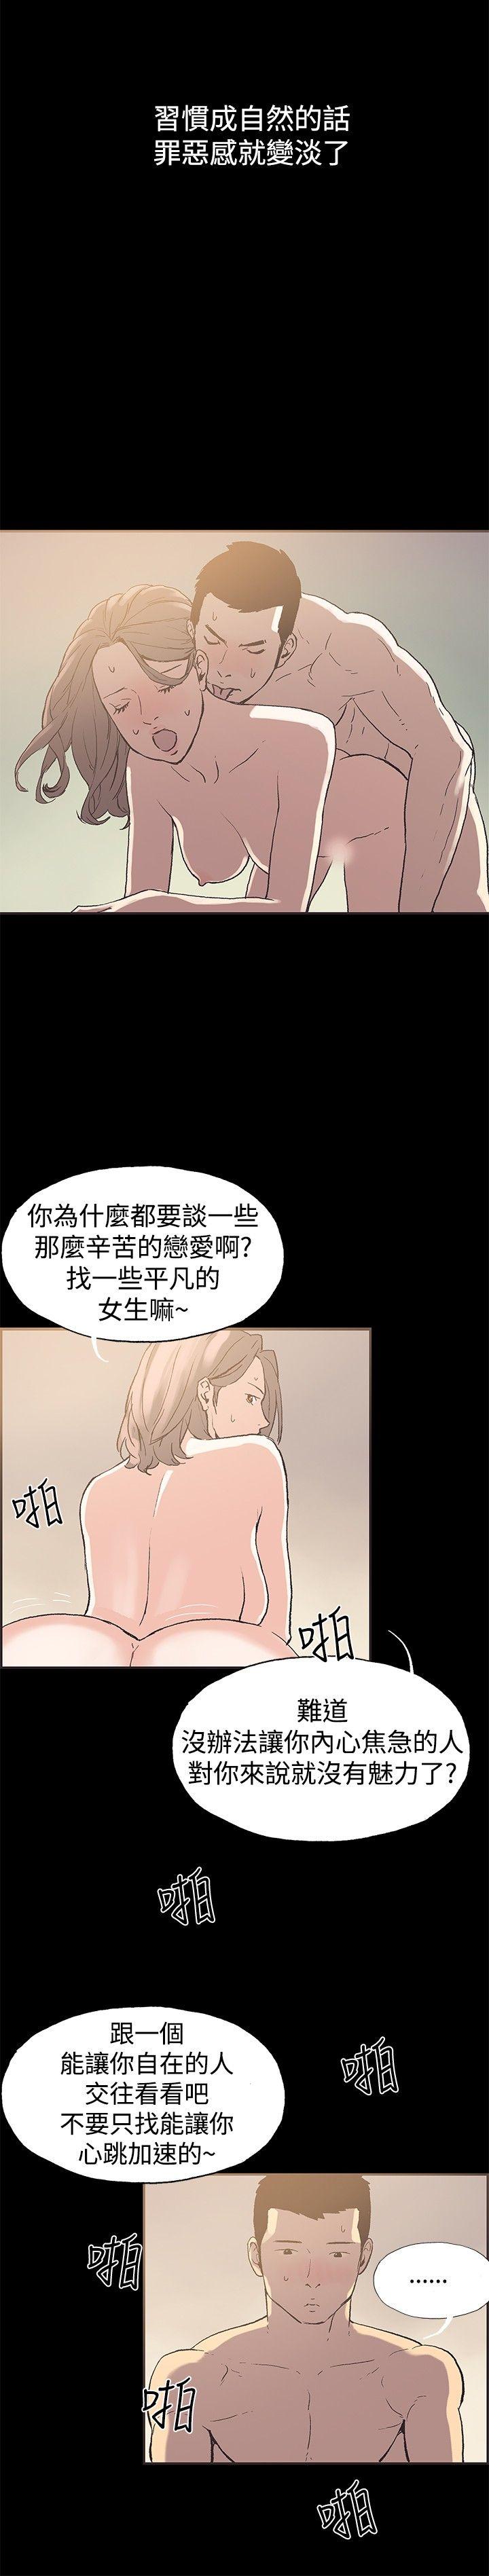 習慣成自然的話
罪惡感就變淡了
你為什麼都要談一些
那麼辛苦的戀愛啊?
找一些平凡的
女生嘛~
啪
啪
難道
沒辦法讓你內心焦急的人
對你來說就沒有魅力了?
啪
跟一個
能讓你自在的人
交往看看吧
不要只找能讓你
心跳加速的~
啪
啪
……
啪
啪